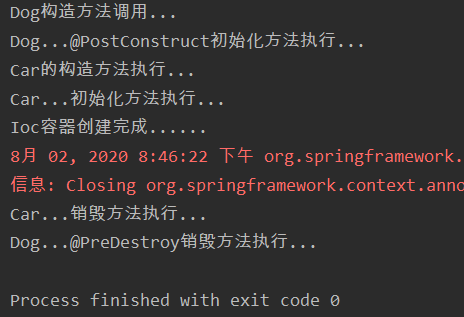 Dog构造方法调用...
Dog...@PostConstruct初始化方法执行...
Car的构造方法执行...
Car...初始化方法执行...
Ioc容器创建完成......
8月 02, 2020 8:46:22 下午 org.springframework.
信息: Closing org.springframework.context.anno
Car...销毁方法执行...
Dog...@PreDestroy销毁方法执行...
Process finished with exit code 0